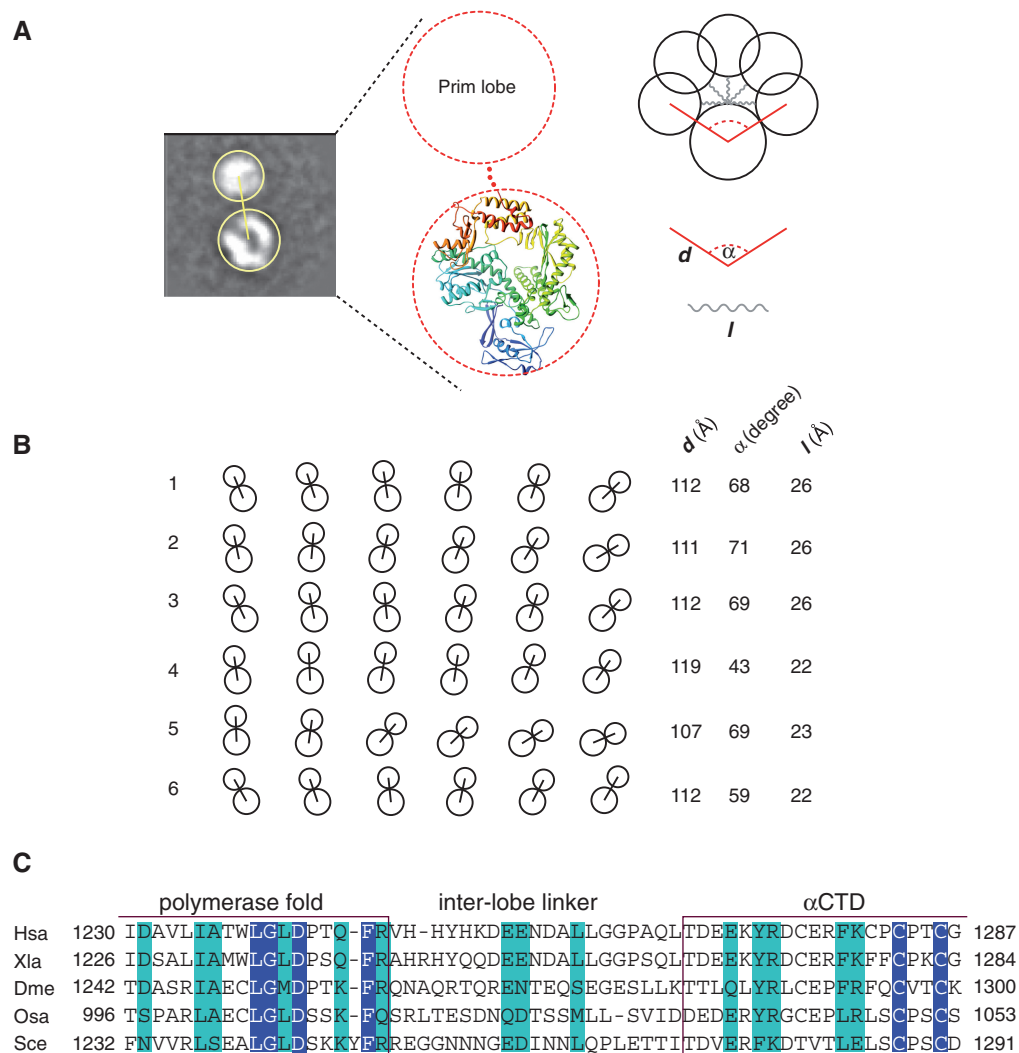 A
Prim lobe
d
α
l
B
d (Å) α (degree) l (Å)
1 112 68 26
2 111 71 26
3 112 69 26
4 119 43 22
5 107 69 23
6 112 59 22
C
polymerase fold inter-lobe linker αCTD
Hsa 1230 IDAVLIATWLGLDPTQ-FRVH-HYHKDEENDALLGGPAQLTDEEKYRDCERFKCPCPTCG 1287
Xla 1226 IDSALIAMWLGLDPSQ-FRAHRHYQQDEENDALLGGPSQLTDEEKYRDCERFKFFCPKCG 1284
Dme 1242 TDASRIAECLGMDPTK-FRQNAQRTQRENTEQSEGESLLKTTLQLYRLCEPFRFQCVTCK 1300
Osa 996 TSPARLAECLGLDSSK-FQSRLTESDNQDTSSMLL-SVIDDEDERYRGCEPLRLSCPSCS 1053
Sce 1232 FNVVRLSEALGLDSKKYFRREGGNNNGEDINNLQPLETTITDVERFKDTVTLELSCPSCD 1291